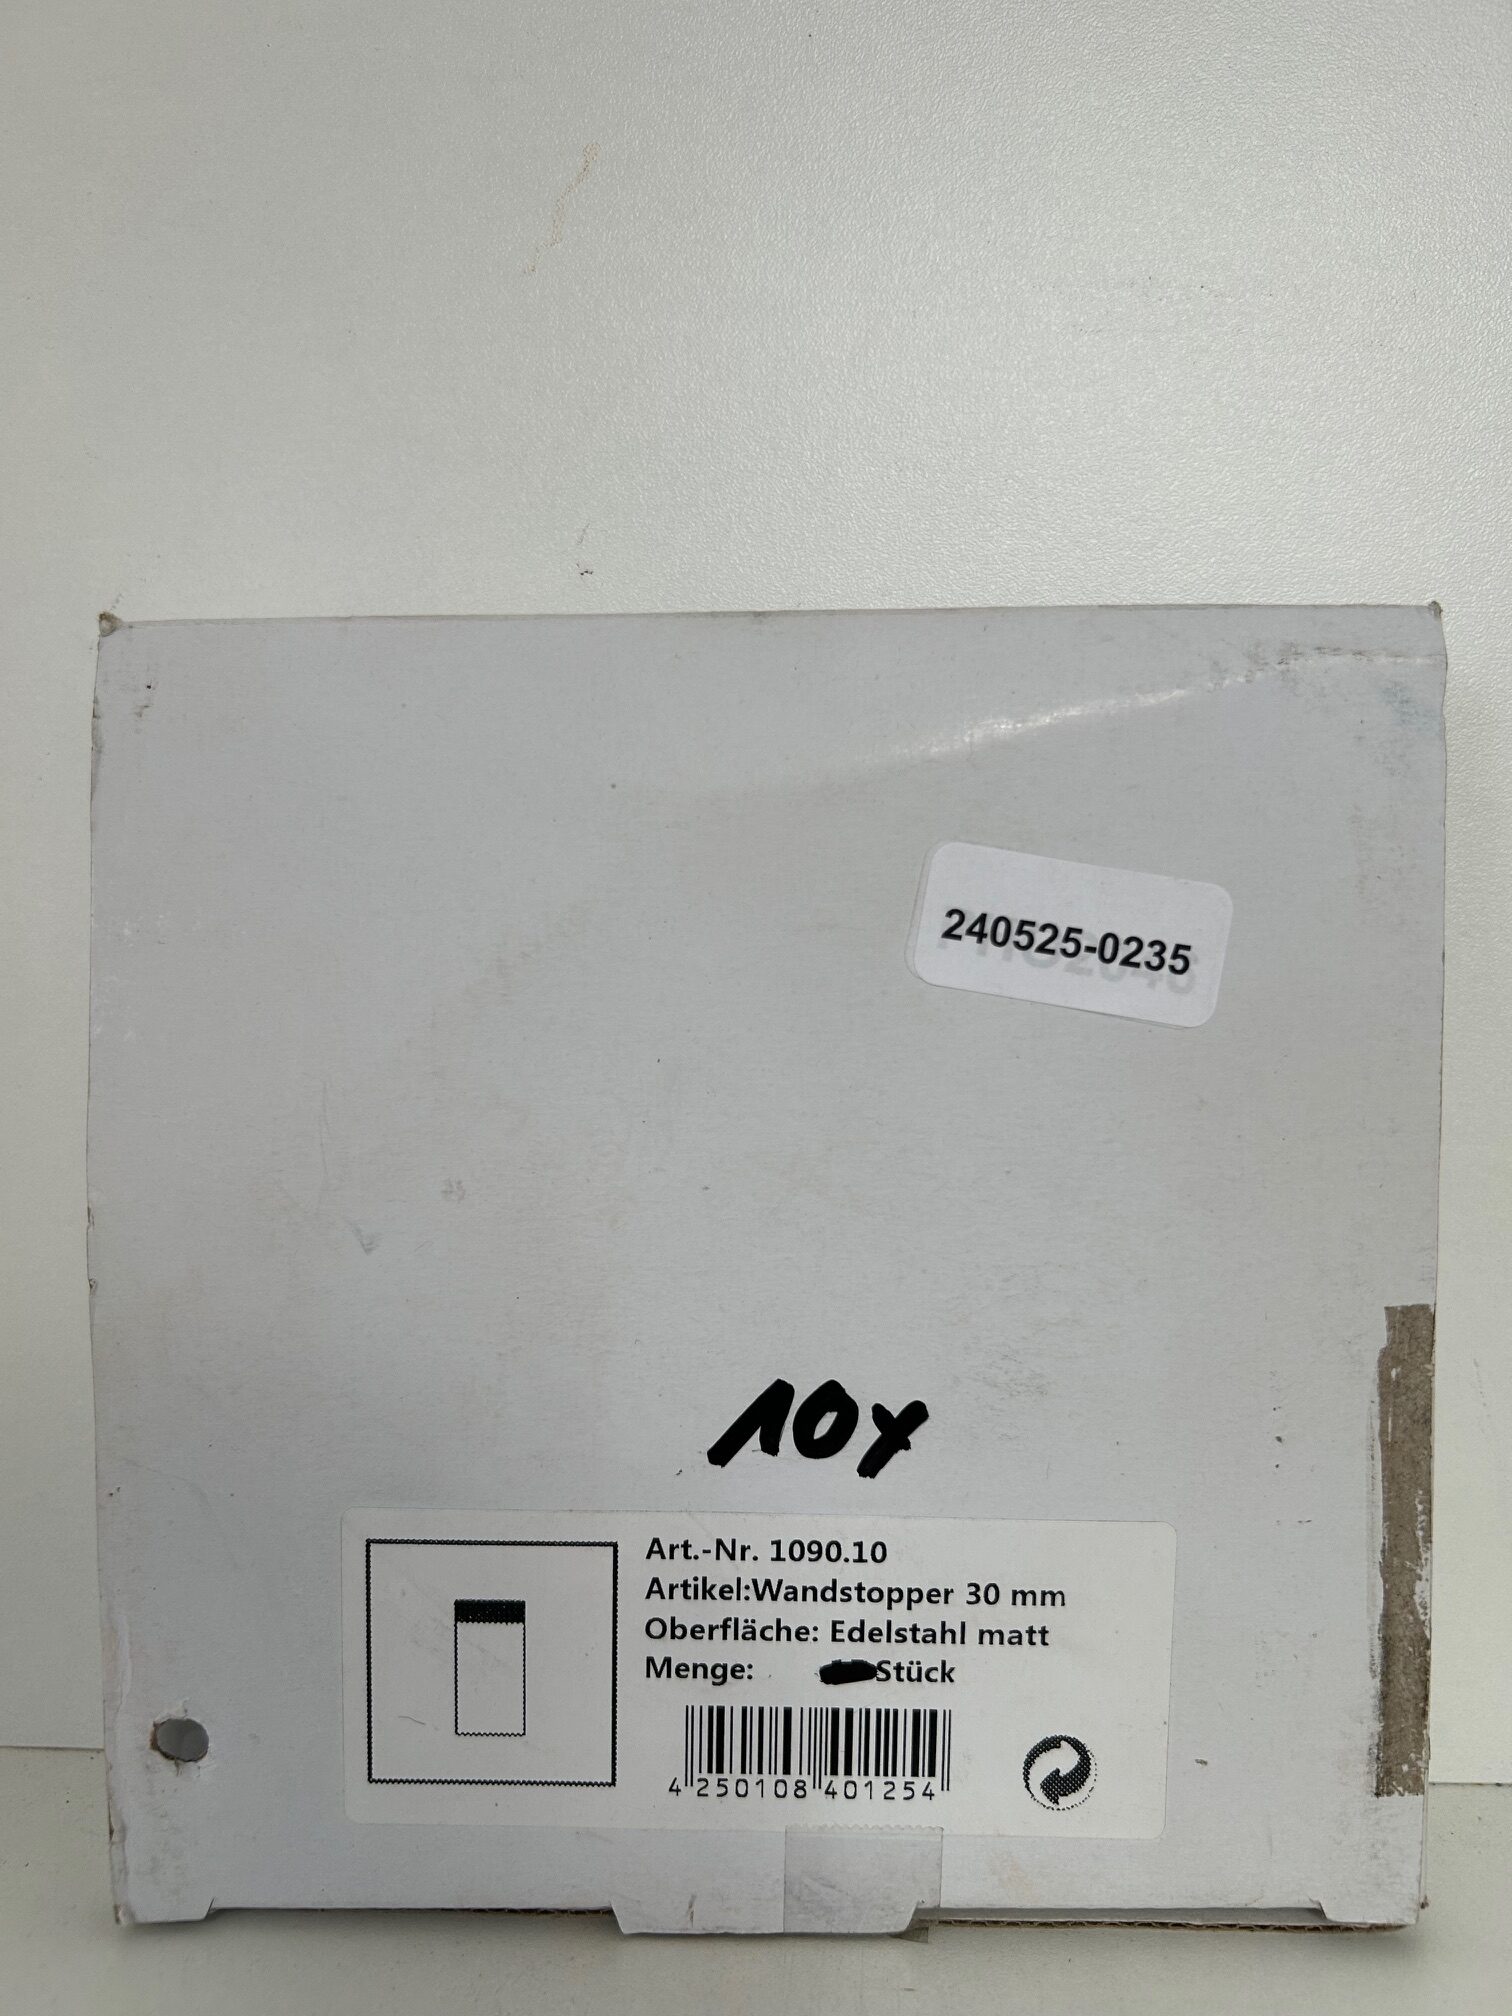 240525-0235
10x
Art.-Nr. 1090.10
Artikel:Wandstopper 30 mm
Oberfläche: Edelstahl matt
Menge: Stück
4 250108 401254